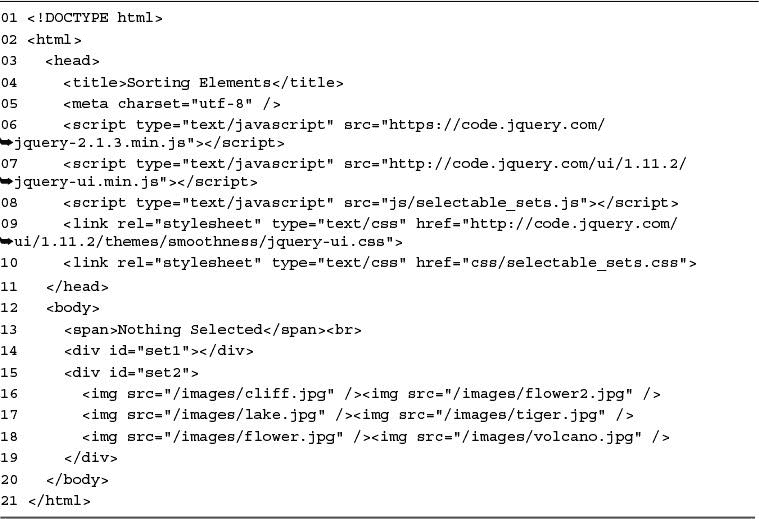 01 <!DOCTYPE html>
02 <html>
03   <head>
04     <title>Sorting Elements</title>
05     <meta charset="utf-8" />
06     <script type="text/javascript" src="https://code.jquery.com/
➥jquery-2.1.3.min.js"></script>
07     <script type="text/javascript" src="http://code.jquery.com/ui/1.11.2/
➥jquery-ui.min.js"></script>
08     <script type="text/javascript" src="js/selectable_sets.js"></script>
09     <link rel="stylesheet" type="text/css" href="http://code.jquery.com/
➥ui/1.11.2/themes/smoothness/jquery-ui.css">
10     <link rel="stylesheet" type="text/css" href="css/selectable_sets.css">
11   </head>
12   <body>
13     <span>Nothing Selected</span><br>
14     <div id="set1"></div>
15     <div id="set2">
16       <img src="/images/cliff.jpg" /><img src="/images/flower2.jpg" />
17       <img src="/images/lake.jpg" /><img src="/images/tiger.jpg" />
18       <img src="/images/flower.jpg" /><img src="/images/volcano.jpg" />
19     </div>
20   </body>
21 </html>